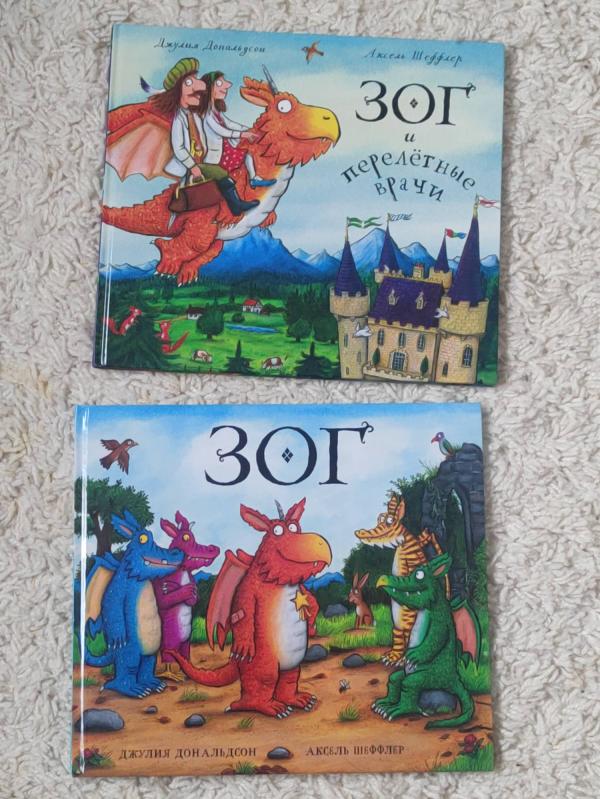 Джулия Дональдсон
Аксель Шеффлер
ЗОГ
и
перелётные
врачи
ЗОГ
ДЖУЛИЯ ДОНАЛЬДСОН
АКСЕЛЬ ШЕФФЛЕР